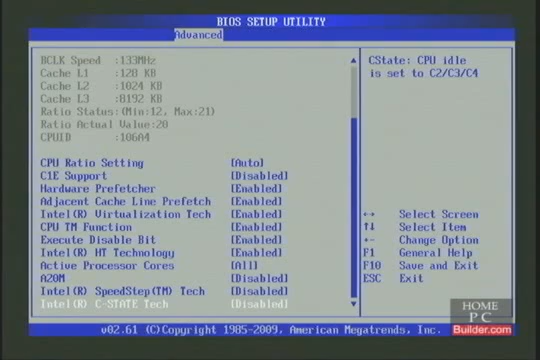 BIOS SETUP UTILITY
Advanced
BCLK Speed :133MHz
Cache L1 :128 KB
Cache L2 :1024 KB
Cache L3 :8192 KB
Ratio Status:(Min:12, Max:21)
Ratio Actual Value:20
CPUID :106A4
CPU Ratio Setting [Auto]
C1E Support [Disabled]
Hardware Prefetcher [Enabled]
Adjacent Cache Line Prefetch [Enabled]
Intel(R) Virtualization Tech [Enabled]
CPU TM Function [Enabled]
Execute Disable Bit [Enabled]
Intel(R) HT Technology [Enabled]
Active Processor Cores [All]
A20M [Disabled]
Intel(R) SpeedStep(TM) Tech [Disabled]
Intel(R) C-STATE Tech [Disabled]
CState: CPU idle
is set to C2/C3/C4
↔ Select Screen
↑↓ Select Item
+- Change Option
F1 General Help
F10 Save and Exit
ESC Exit
v02.61 (C)Copyright 1985-2009, American Megatrends, Inc.
HOME
PC
Builder.com